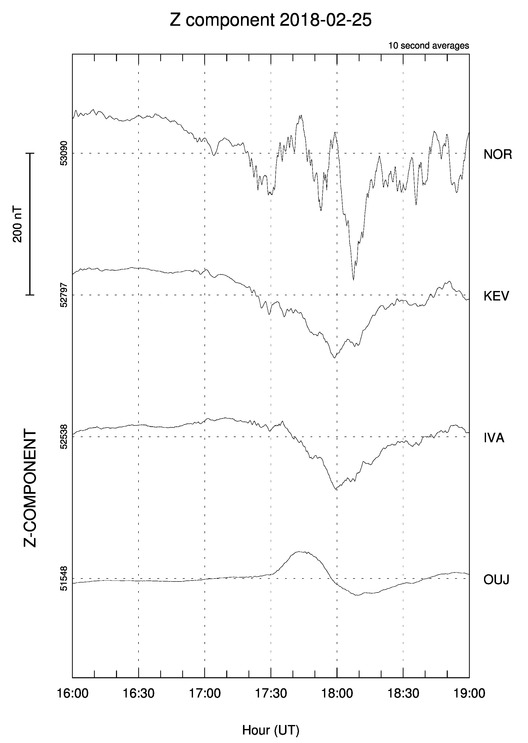 Z component 2018-02-25
10 second averages
53090
NOR
200 nT
52797
KEV
52538
IVA
Z-COMPONENT
51548
OUJ
16:00 16:30 17:00 17:30 18:00 18:30 19:00
Hour (UT)